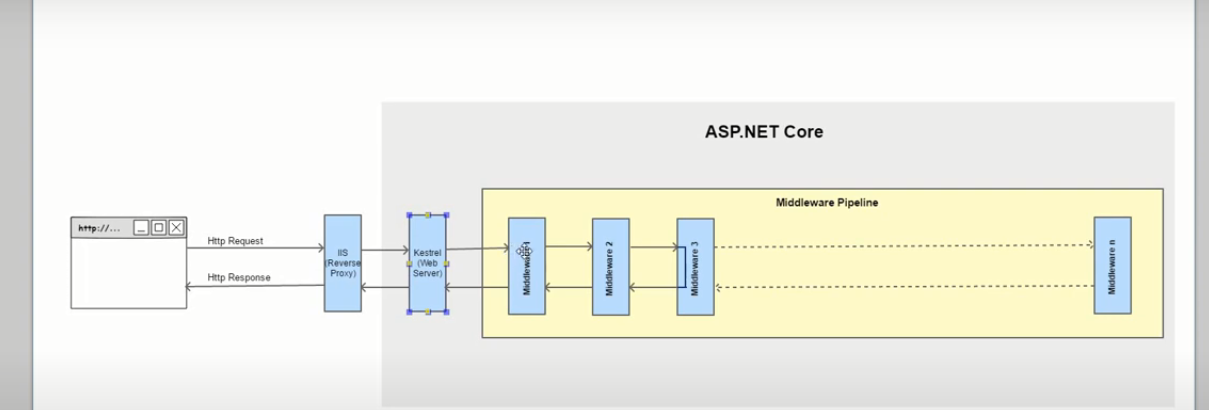 ASP.NET Core
Middleware Pipeline
http://...
Http Request
Http Response
IIS
(Reverse
Proxy)
Kestrel
(Web
Server)
Middleware 1
Middleware 2
Middleware 3
Middleware n